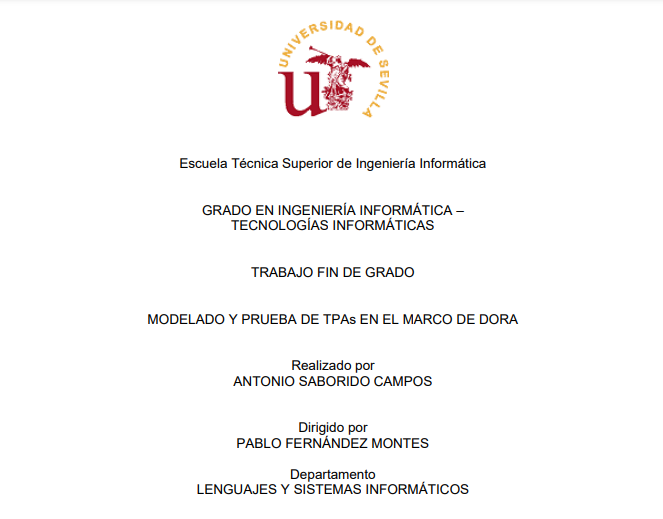 UNIVERSIDAD DE SEVILLA
Escuela Técnica Superior de Ingeniería Informática
GRADO EN INGENIERÍA INFORMÁTICA –
TECNOLOGÍAS INFORMÁTICAS
TRABAJO FIN DE GRADO
MODELADO Y PRUEBA DE TPAs EN EL MARCO DE DORA
Realizado por
ANTONIO SABORIDO CAMPOS
Dirigido por
PABLO FERNÁNDEZ MONTES
Departamento
LENGUAJES Y SISTEMAS INFORMÁTICOS